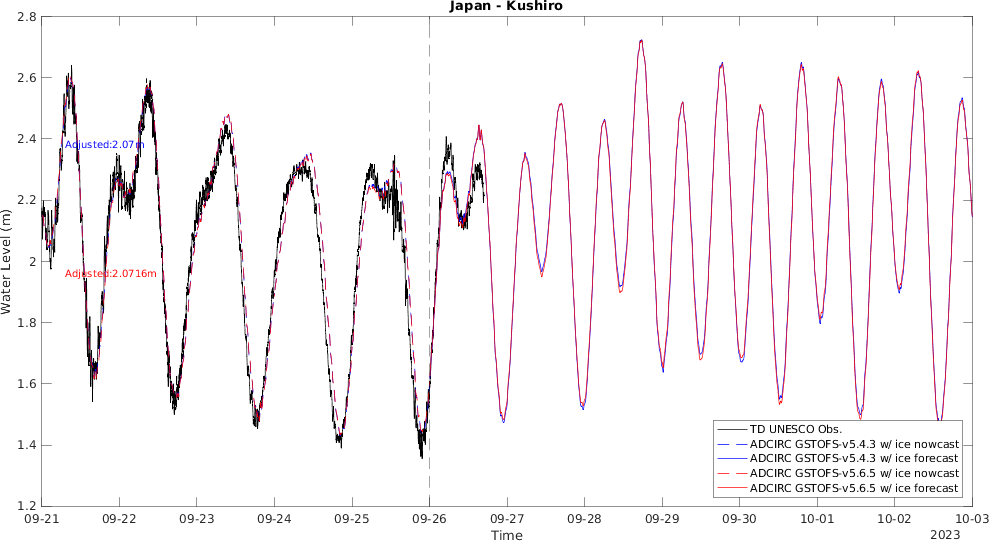 Japan - Kushiro
2.8
2.6
2.4
2.2
2
1.8
1.6
1.4
1.2
Water Level (m)
Adjusted:2.07m
Adjusted:2.0716m
TD UNESCO Obs.
ADCIRC GSTOFS-v5.4.3 w/ ice nowcast
ADCIRC GSTOFS-v5.4.3 w/ ice forecast
ADCIRC GSTOFS-v5.6.5 w/ ice nowcast
ADCIRC GSTOFS-v5.6.5 w/ ice forecast
09-21 09-22 09-23 09-24 09-25 09-26 09-27 09-28 09-29 09-30 10-01 10-02 10-03
Time
2023